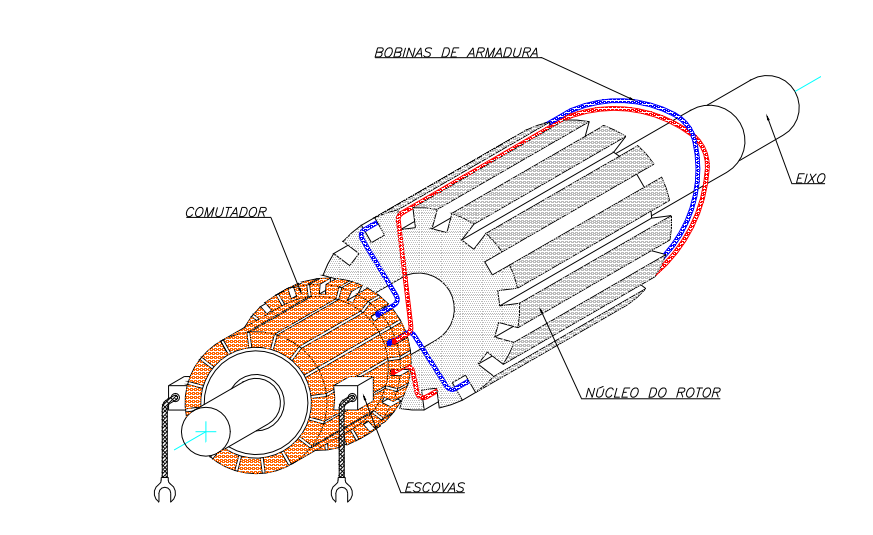 BOBINAS DE ARMADURA
EIXO
COMUTADOR
NÚCLEO DO ROTOR
ESCOVAS